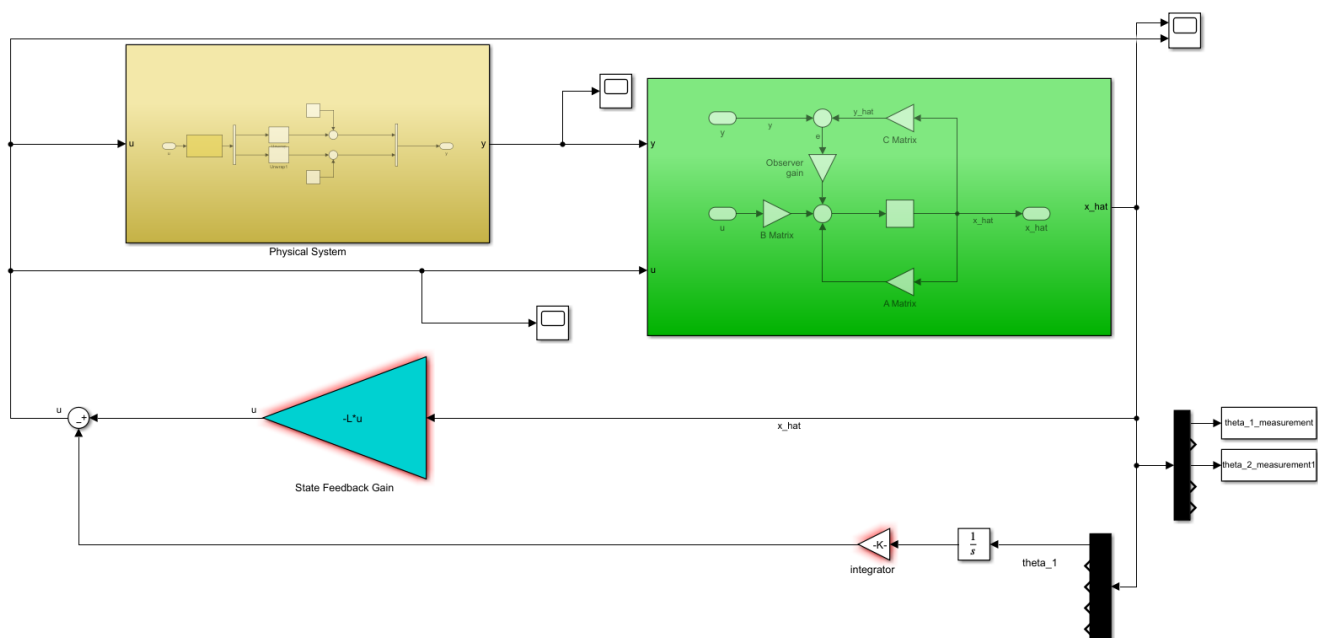 u
y
Physical System
y
u
y
y
e
y_hat
C Matrix
Observer
gain
u
B Matrix
x_hat
x_hat
A Matrix
x_hat
u
+
−
u
-L*u
State Feedback Gain
x_hat
theta_1_measurement
theta_2_measurement1
-K-
integrator
1
s
theta_1